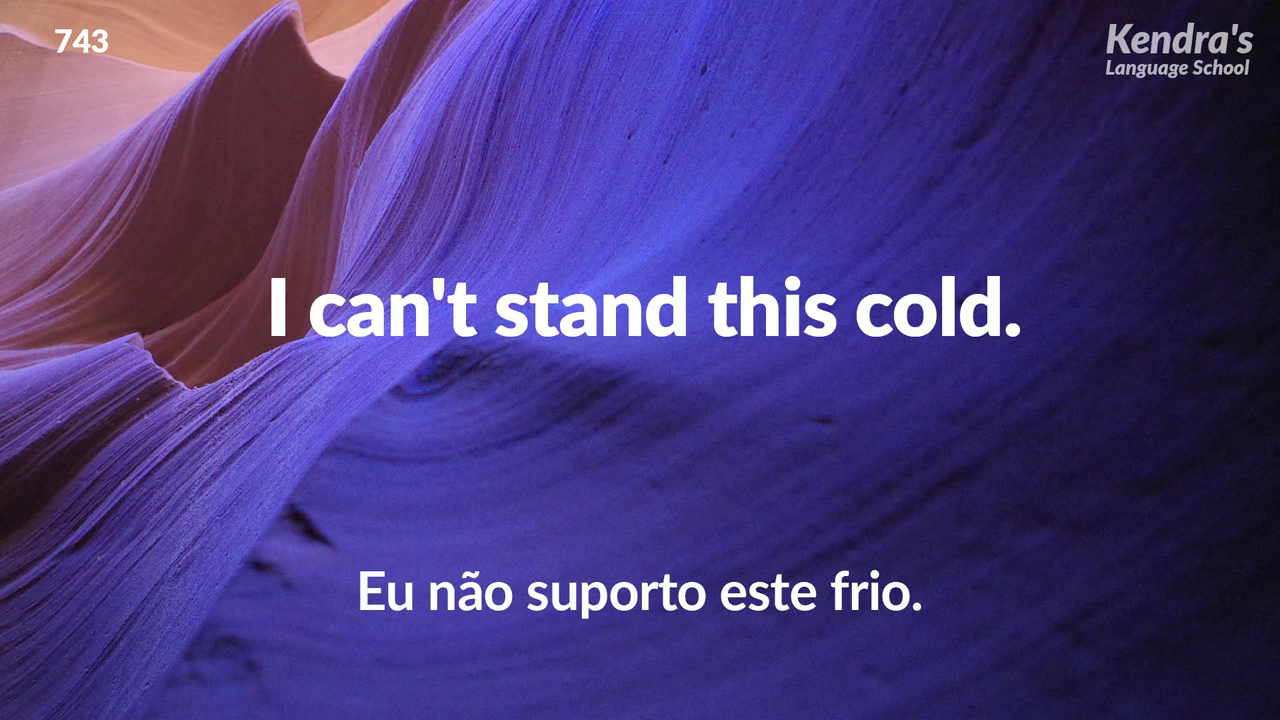 743
Kendra's
Language School
I can't stand this cold.
Eu não suporto este frio.